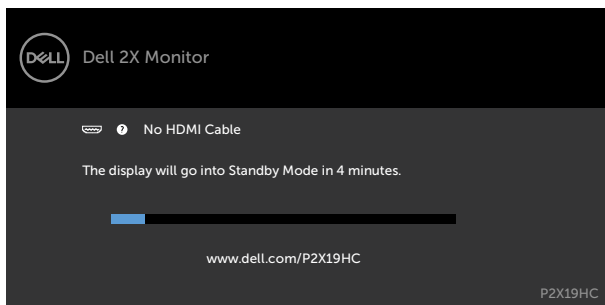 DELL Dell 2X Monitor
? No HDMI Cable
The display will go into Standby Mode in 4 minutes.
www.dell.com/P2X19HC
P2X19HC